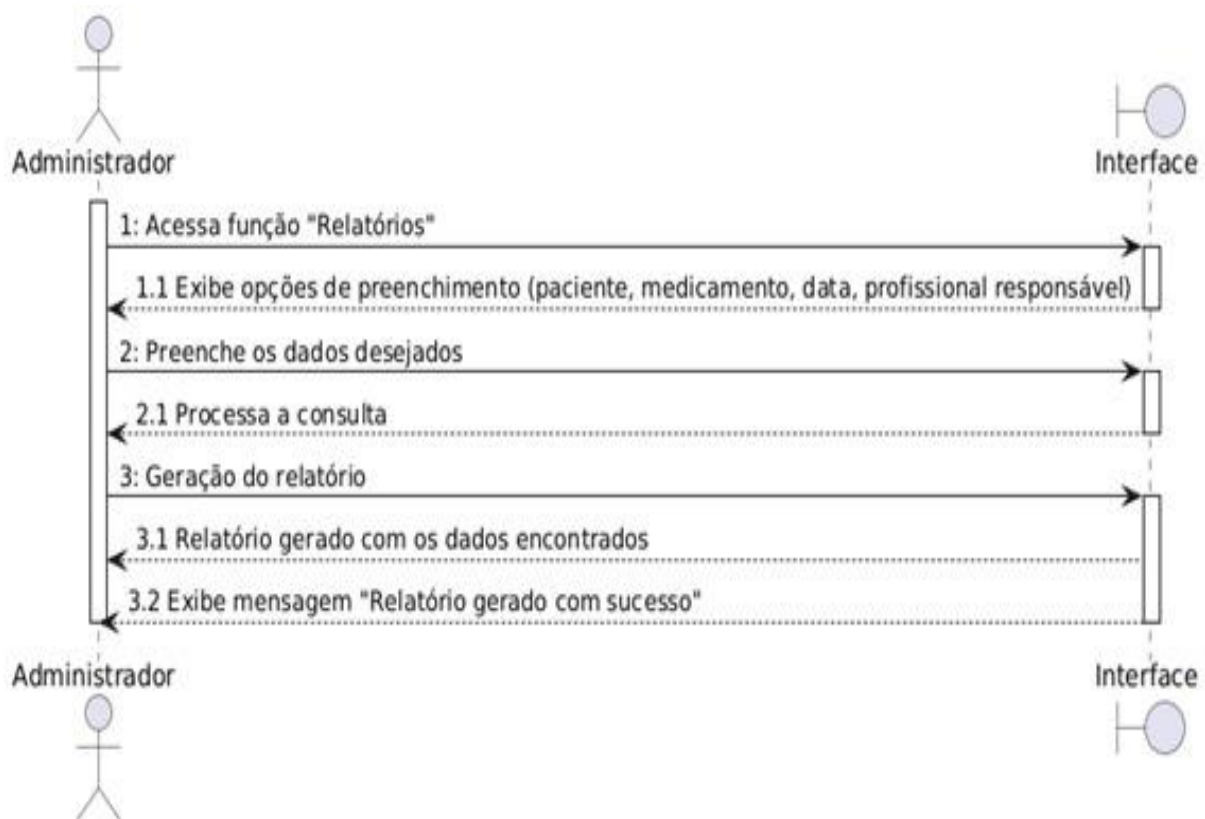 Administrador
Interface
1: Acessa função "Relatórios"
1.1 Exibe opções de preenchimento (paciente, medicamento, data, profissional responsável)
2: Preenche os dados desejados
2.1 Processa a consulta
3: Geração do relatório
3.1 Relatório gerado com os dados encontrados
3.2 Exibe mensagem "Relatório gerado com sucesso"
Administrador
Interface